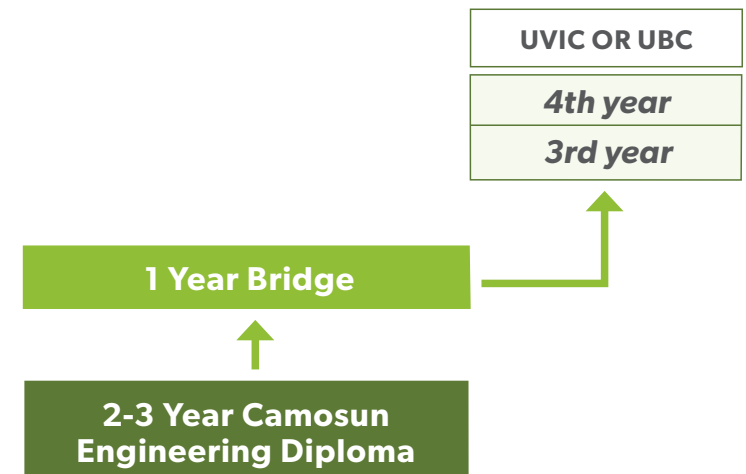 UVIC OR UBC
4th year
3rd year
1 Year Bridge
2-3 Year Camosun
Engineering Diploma